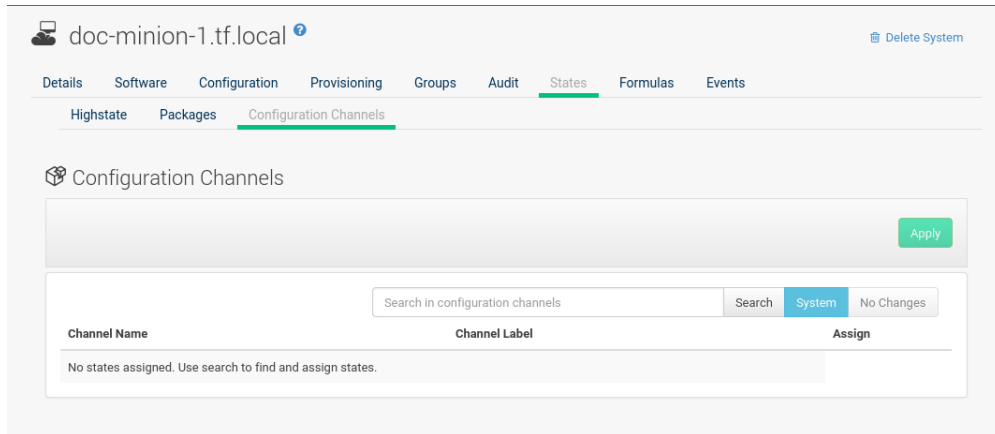 doc-minion-1.tf.local ?
Delete System
Details Software Configuration Provisioning Groups Audit States Formulas Events
Highstate Packages Configuration Channels
Configuration Channels
Apply
Search in configuration channels Search System No Changes
Channel Name Channel Label Assign
No states assigned. Use search to find and assign states.